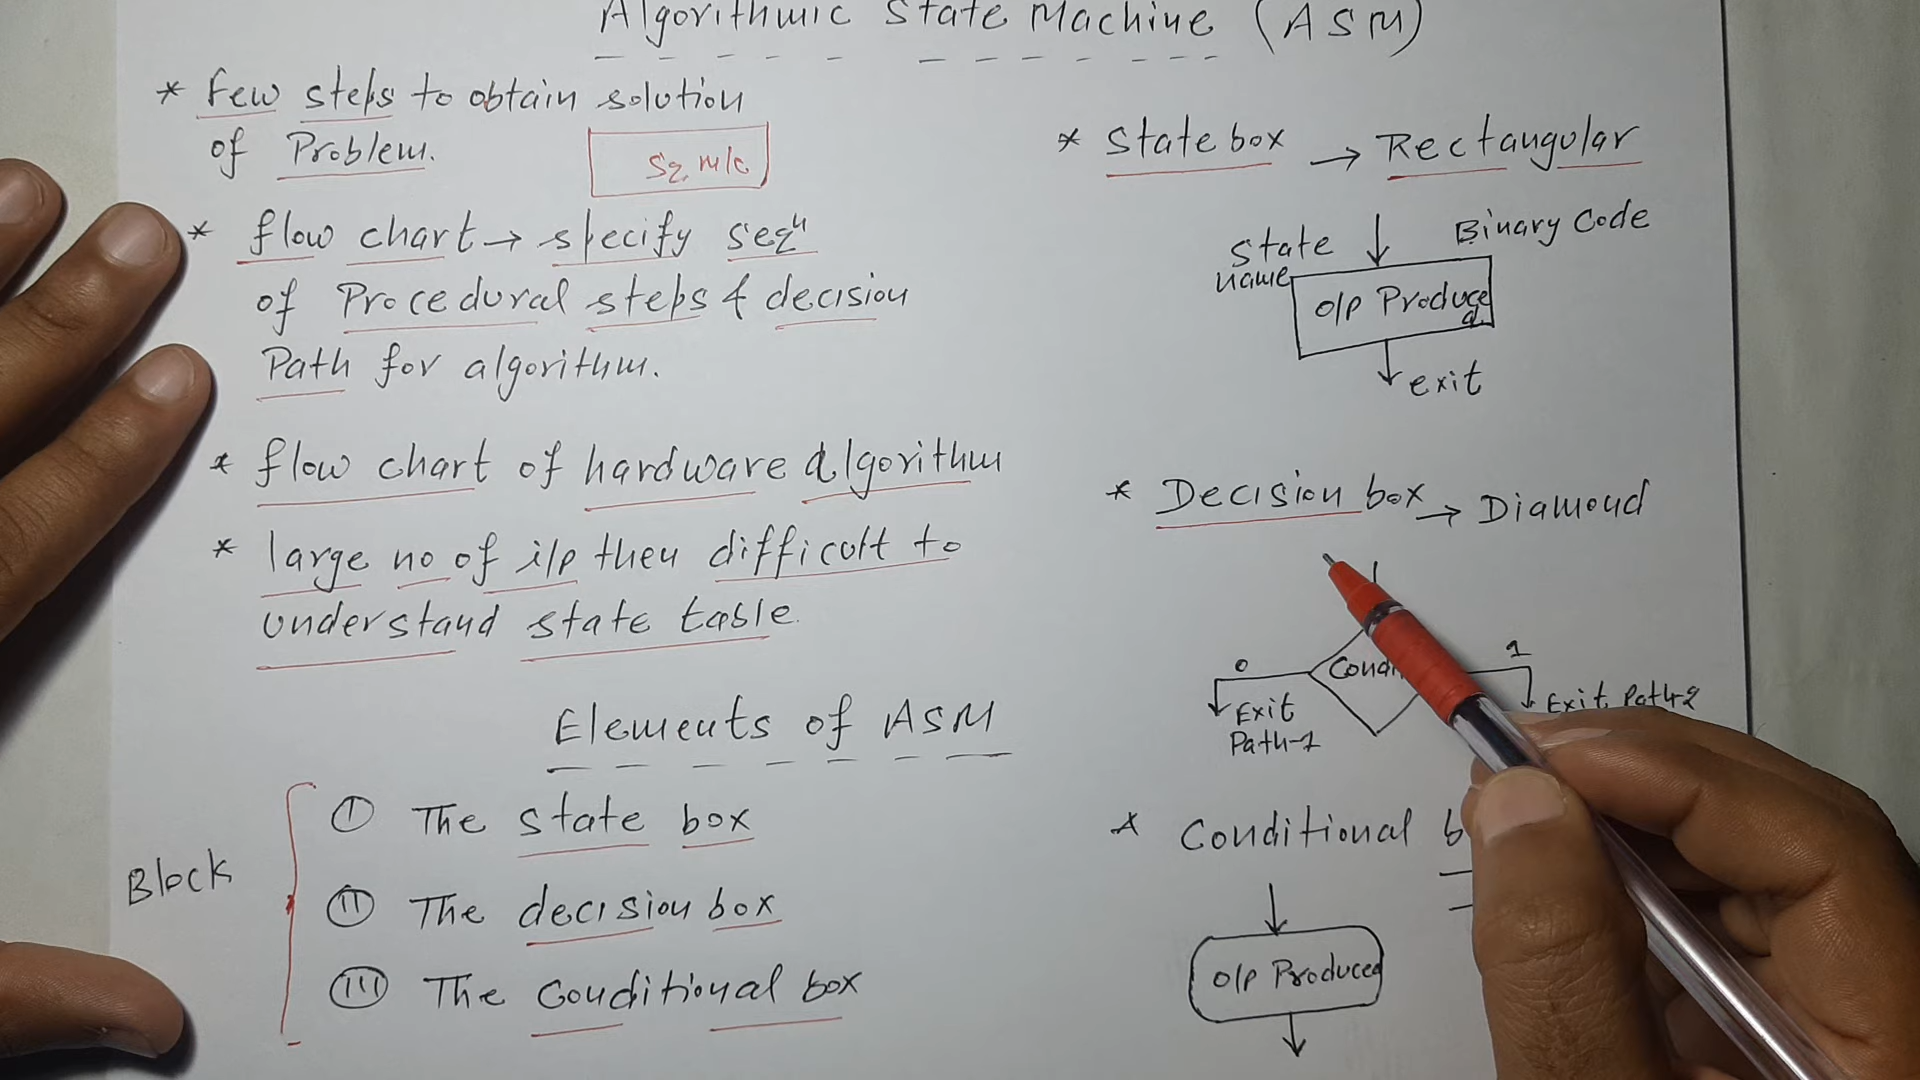 Algorithmic State Machine (ASM)
* Few steps to obtain solution
of Problem.
Sq. m/c
* flow chart → specify seqⁿ
of Procedural steps & decision
Path for algorithm.
* flow chart of hardware algorithm
* large no of i/p then difficult to
understand state table.
Elements of ASM
Block
I The state box
II The decision box
III The conditional box
* State box → Rectangular
State name
Binary Code
O/P Produced
exit
* Decision box → Diamond
0
1
Exit Path-1
Exit Path-2
* Conditional
O/P Produced